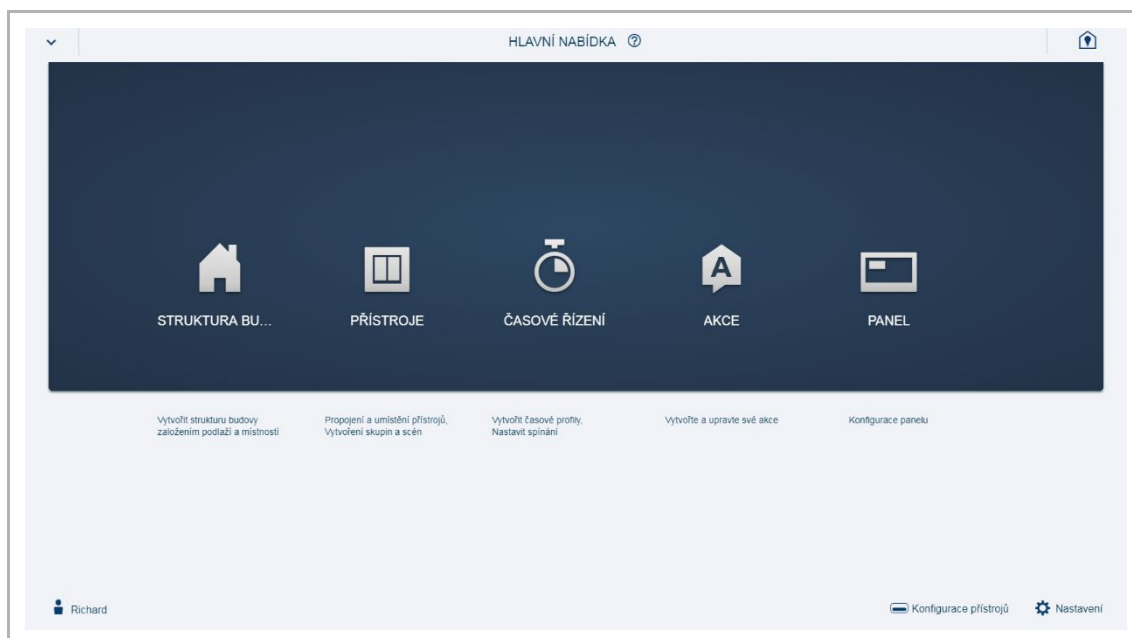 HLAVNÍ NABÍDKA ?
A
STRUKTURA BU... PŘÍSTROJE ČASOVÉ ŘÍZENÍ AKCE PANEL
Vytvořit strukturu budovy
založením podlaží a místností
Propojení a umístění přístrojů,
Vytvoření skupin a scén
Vytvořit časové profily,
Nastavit spínání
Vytvořte a upravte své akce
Konfigurace panelu
Richard
Konfigurace přístrojů Nastavení